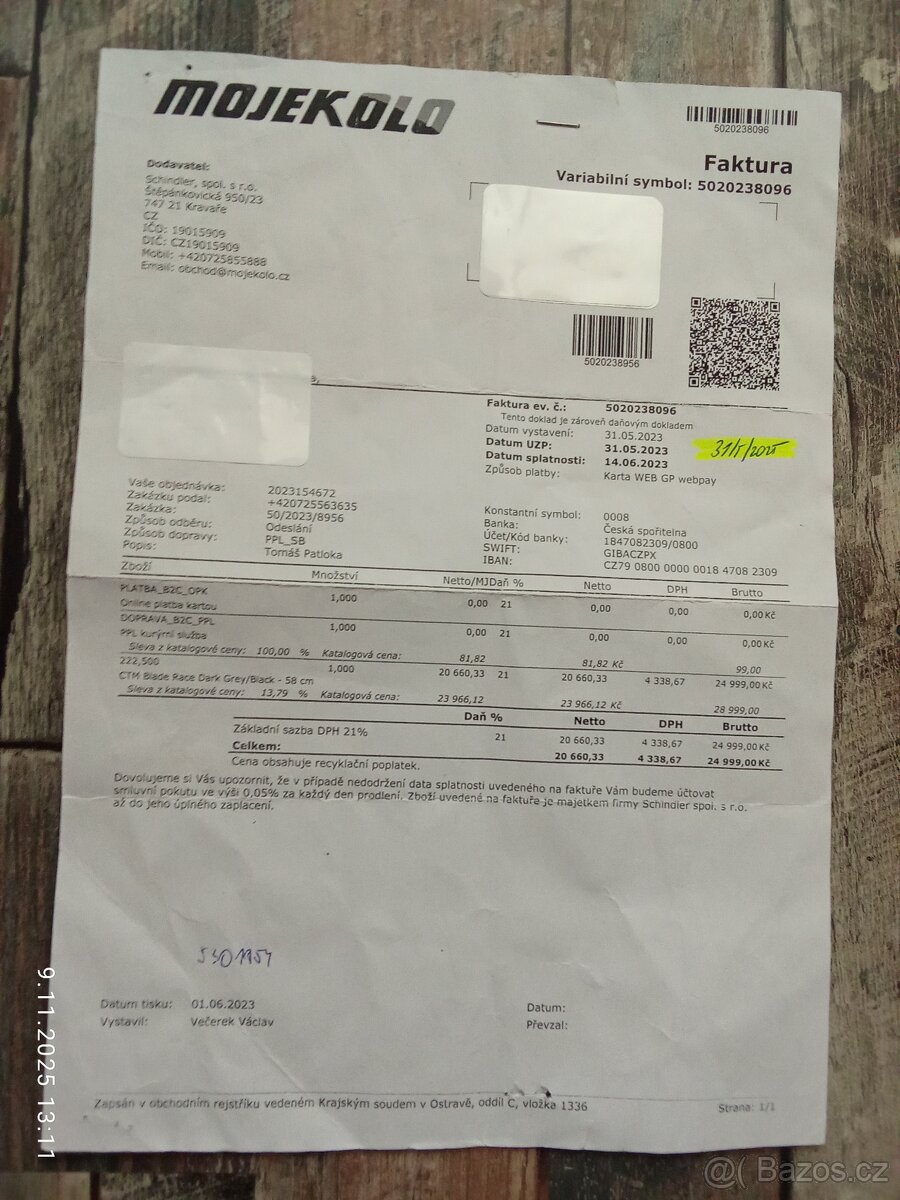 MOJEKOLO
5020238096
Faktura
Variabilní symbol: 5020238096
Dodavatel:
Schindler, spol. s r.o.
Štěpánkovická 950/23
747 21 Kravaře
CZ
IČO: 19015909
DIČ: CZ19015909
Mobil: +420725855888
Email: obchod@mojekolo.cz
5020238956
Faktura ev. č.: 5020238096
Tento doklad je zároveň daňovým dokladem
Datum vystavení: 31.05.2023
Datum UZP: 31.05.2023
Datum splatnosti: 14.06.2023
Způsob platby: Karta WEB GP webpay
Vaše objednávka: 2023154672
Zakázku podal: +420725563635
Zakázka: 50/2023/8956
Způsob odběru: Odeslání
Způsob dopravy: PPL_SB
Popis: Tomáš Patloka
Konstantní symbol: 0008
Banka: Česká spořitelna
Účet/Kód banky: 1847082309/0800
SWIFT: GIBACZPX
IBAN: CZ79 0800 0000 0018 4708 2309
Zboží Množství Netto/MJ Daň % Netto DPH Brutto
PLATBA_B2C_OPK
Online platba kartou 1,000 0,00 21 0,00 0,00 0,00 Kč
DOPRAVA_B2C_PPL
PPL kurýrní služba 1,000 0,00 21 0,00 0,00 0,00 Kč
Sleva z katalogové ceny: 100,00 % Katalogová cena: 81,82 81,82 Kč 99,00
222,500
CTM Blade Race Dark Grey/Black - 58 cm 1,000 20 660,33 21 20 660,33 4 338,67 24 999,00 Kč
Sleva z katalogové ceny: 13,79 % Katalogová cena: 23 966,12 23 966,12 Kč 28 999,00
Daň % Netto DPH Brutto
Základní sazba DPH 21% 21 20 660,33 4 338,67 24 999,00 Kč
Celkem: 20 660,33 4 338,67 24 999,00 Kč
Cena obsahuje recyklační poplatek.
Dovolujeme si Vás upozornit, že v případě nedodržení data splatnosti uvedeného na faktuře Vám budeme účtovat
smluvní pokutu ve výši 0,05% za každý den prodlení. Zboží uvedené na faktuře je majetkem firmy Schindler spol. s r.o.
až do jeho úplného zaplacení.
Datum tisku: 01.06.2023
Vystavil: Večerek Václav
Datum:
Převzal:
Zapsán v obchodním rejstříku vedeném Krajským soudem v Ostravě, oddíl C, vložka 1336
Strana: 1/1
9.11.2025 13:11
@( Bazos.cz